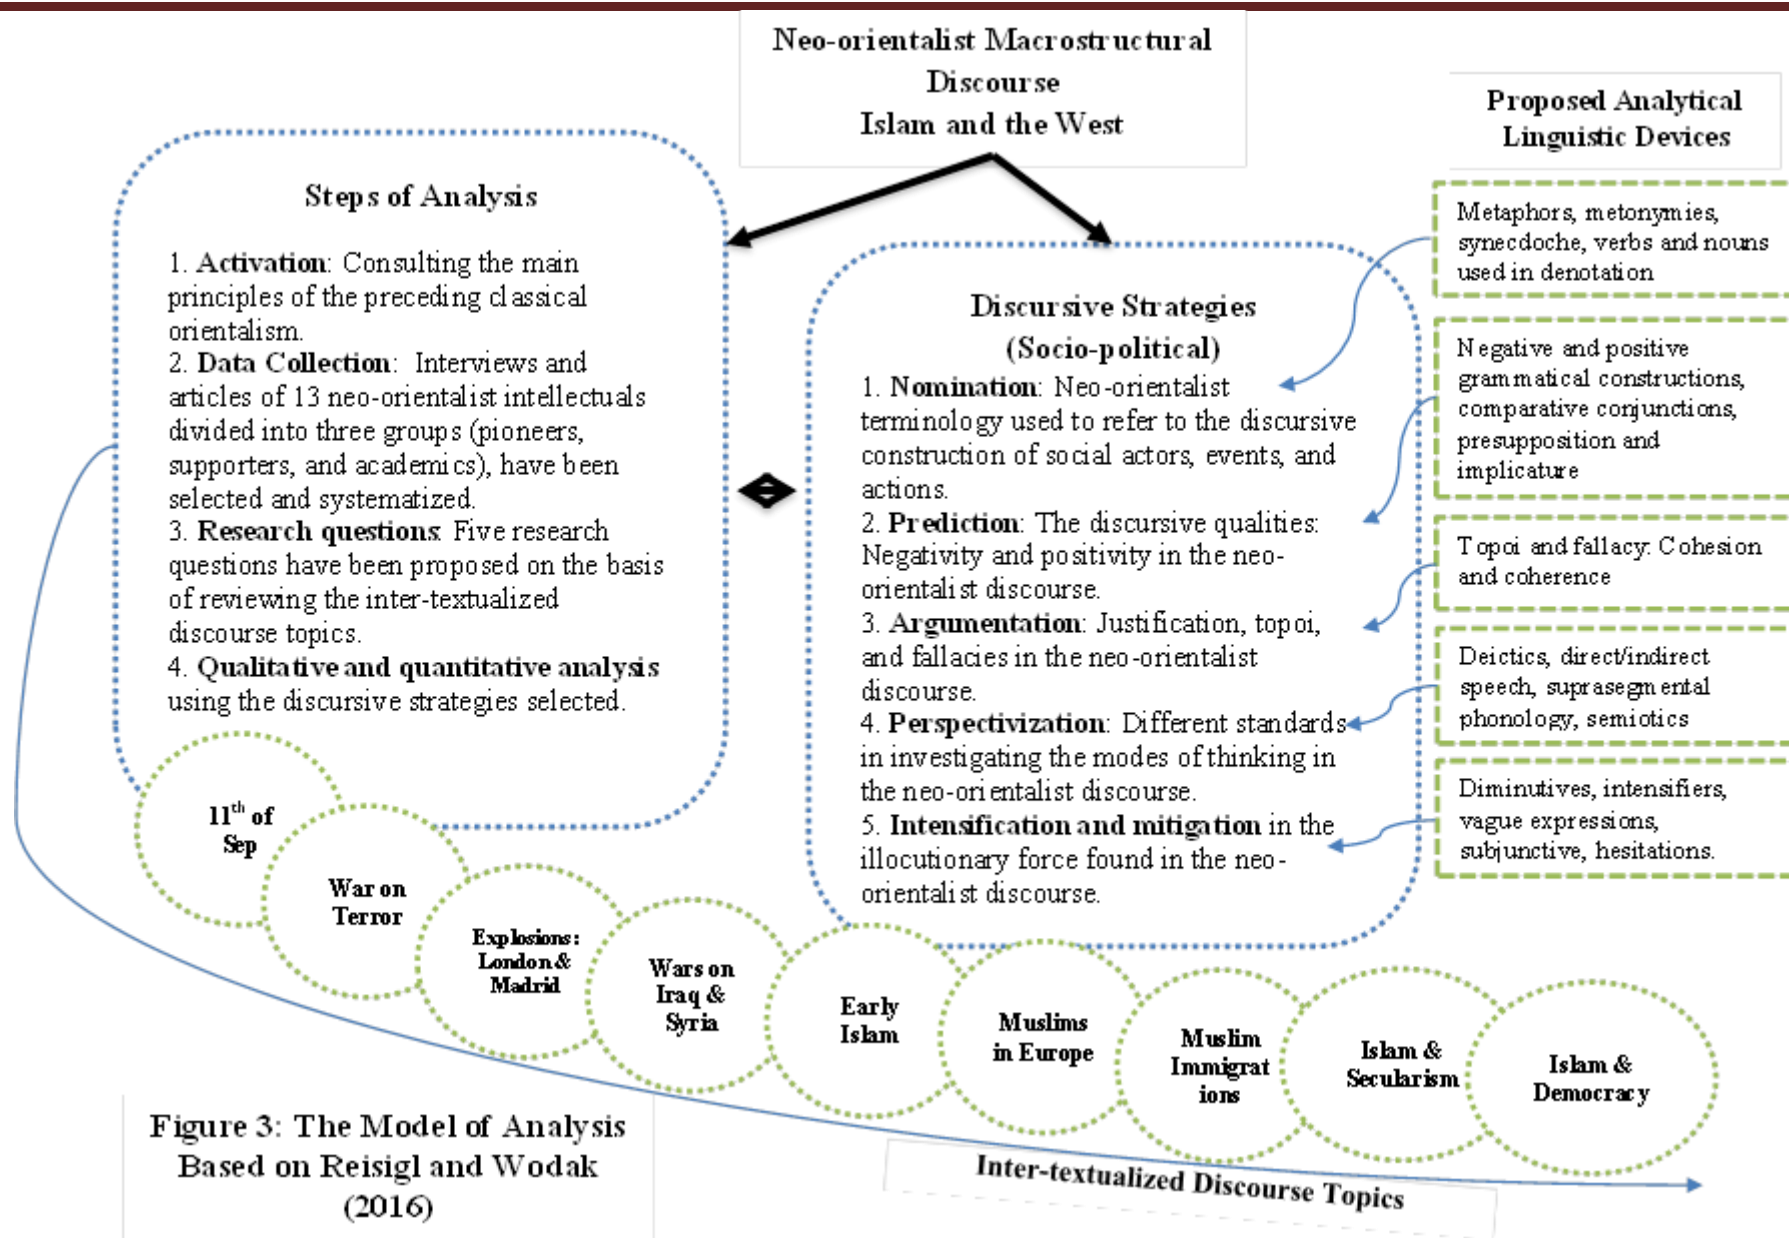 Neo-orientalist Macrostructural
Discourse
Islam and the West
Proposed Analytical
Linguistic Devices
Steps of Analysis
1. Activation: Consulting the main
principles of the preceding classical
orientalism.
2. Data Collection: Interviews and
articles of 13 neo-orientalist intellectuals
divided into three groups (pioneers,
supporters, and academics), have been
selected and systematized.
3. Research questions: Five research
questions have been proposed on the basis
of reviewing the inter-textualized
discourse topics.
4. Qualitative and quantitative analysis
using the discursive strategies selected.
Discursive Strategies
(Socio-political)
1. Nomination: Neo-orientalist
terminology used to refer to the discursive
construction of social actors, events, and
actions.
2. Prediction: The discursive qualities:
Negativity and positivity in the neo-
orientalist discourse.
3. Argumentation: Justification, topoi,
and fallacies in the neo-orientalist
discourse.
4. Perspectivization: Different standards
in investigating the modes of thinking in
the neo-orientalist discourse.
5. Intensification and mitigation in the
illocutionary force found in the neo-
orientalist discourse.
Metaphors, metonymies,
synecdoche, verbs and nouns
used in denotation
Negative and positive
grammatical constructions,
comparative conjunctions,
presupposition and
implicature
Topoi and fallacy: Cohesion
and coherence
Deictics, direct/indirect
speech, suprasegmental
phonology, semiotics
Diminutives, intensifiers,
vague expressions,
subjunctive, hesitations.
11th of
Sep
War on
Terror
Explosions:
London &
Madrid
Wars on
Iraq &
Syria
Early
Islam
Muslims
in Europe
Muslim
Immigrat
ions
Islam &
Secularism
Islam &
Democracy
Inter-textualized Discourse Topics
Figure 3: The Model of Analysis
Based on Reisigl and Wodak
(2016)